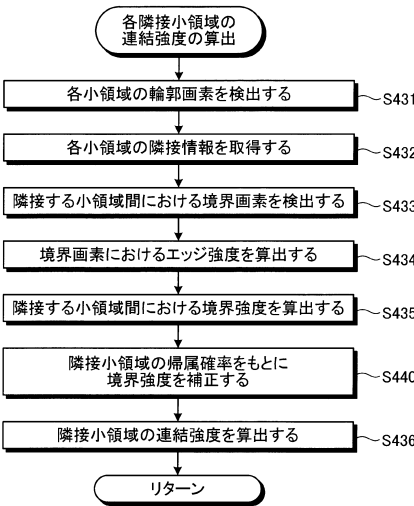 各隣接小領域の
連結強度の算出
各小領域の輪郭画素を検出する
S431
各小領域の隣接情報を取得する
S432
隣接する小領域間における境界画素を検出する
S433
境界画素におけるエッジ強度を算出する
S434
隣接する小領域間における境界強度を算出する
S435
隣接小領域の帰属確率をもとに
境界強度を補正する
S440
隣接小領域の連結強度を算出する
S436
リターン